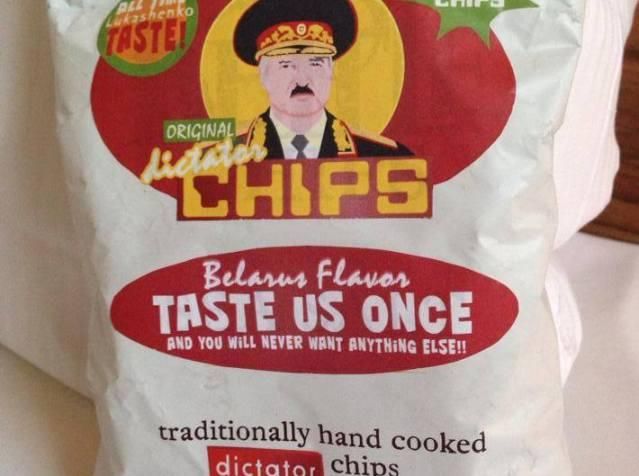 ALL TIME
Lukashenko
TASTE!
CHIPS
ORIGINAL
dictator
CHIPS
Belarus Flavor
TASTE US ONCE
AND YOU WiLL NEVER WANT ANYTHiNG ELSE!!
traditionally hand cooked
dictator chips